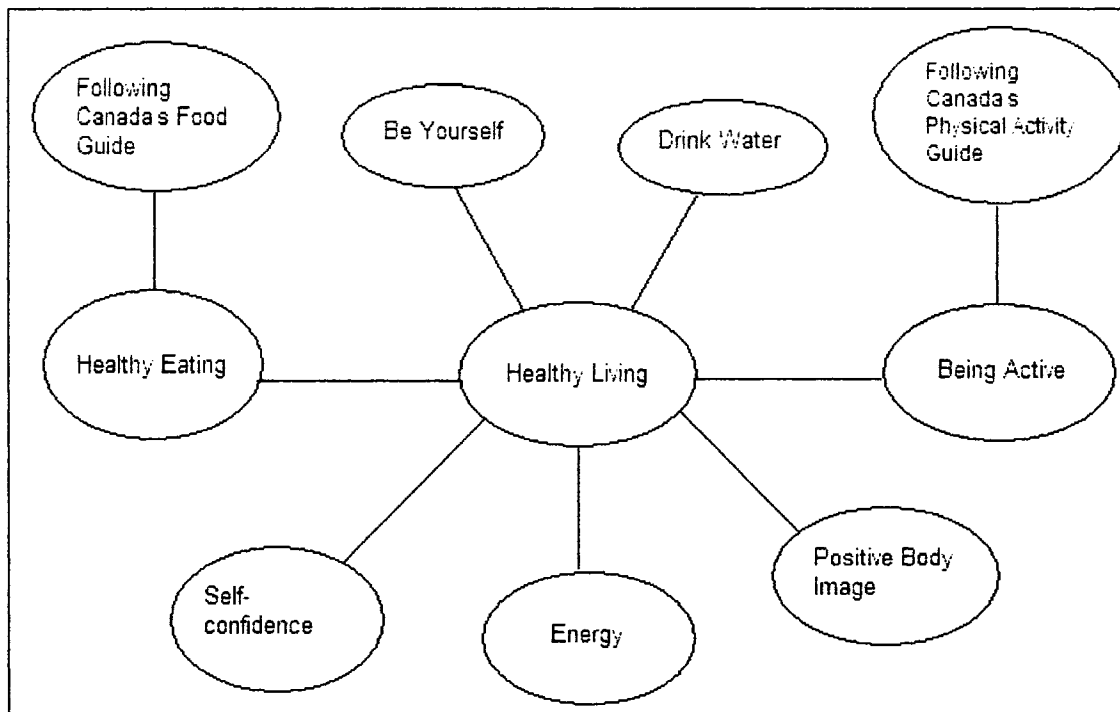 Following
Canada's Food
Guide
Be Yourself
Drink Water
Following
Canada's
Physical Activity
Guide
Healthy Eating
Healthy Living
Being Active
Self-
confidence
Energy
Positive Body
Image